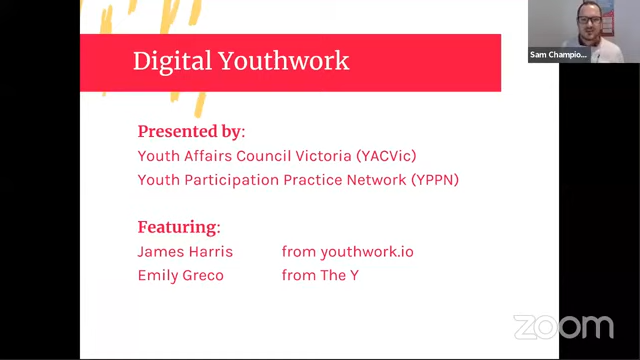 Digital Youthwork
Sam Champio...
Presented by:
Youth Affairs Council Victoria (YACVic)
Youth Participation Practice Network (YPPN)
Featuring:
James Harris from youthwork.io
Emily Greco from The Y
zoom